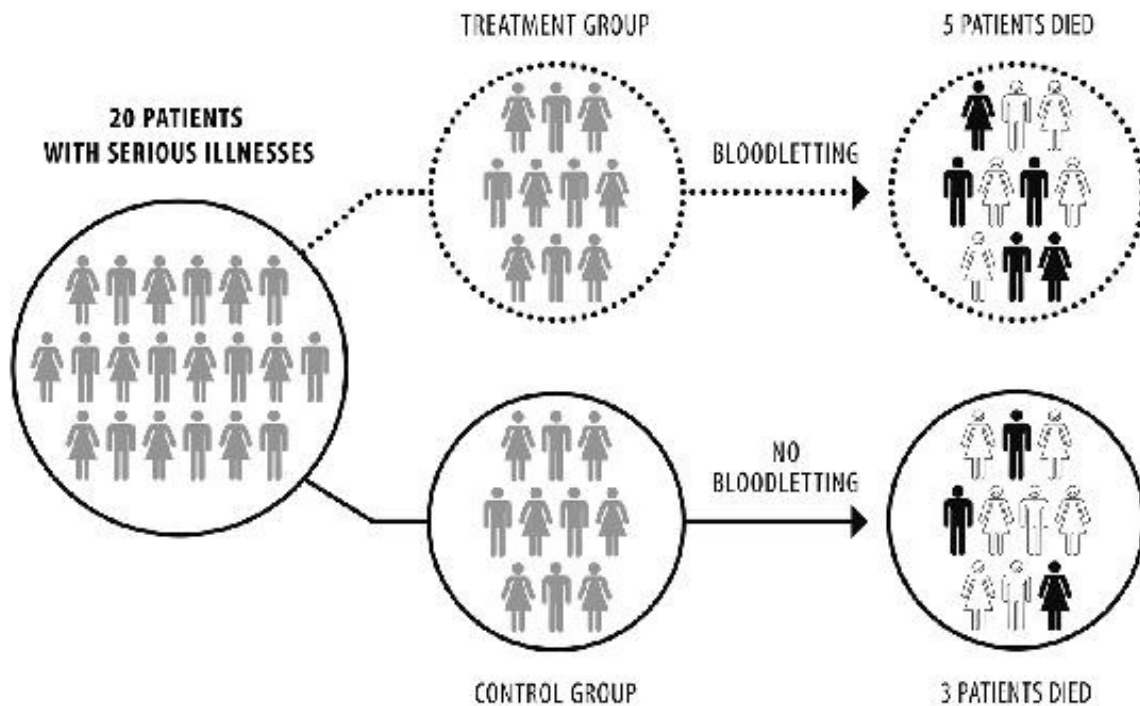 TREATMENT GROUP
5 PATIENTS DIED
20 PATIENTS
WITH SERIOUS ILLNESSES
BLOODLETTING
NO
BLOODLETTING
CONTROL GROUP
3 PATIENTS DIED